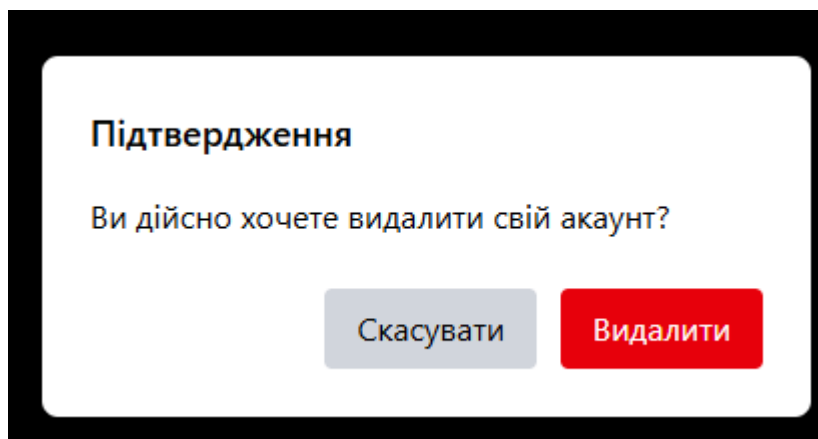 Підтвердження
Ви дійсно хочете видалити свій акаунт?
Скасувати Видалити